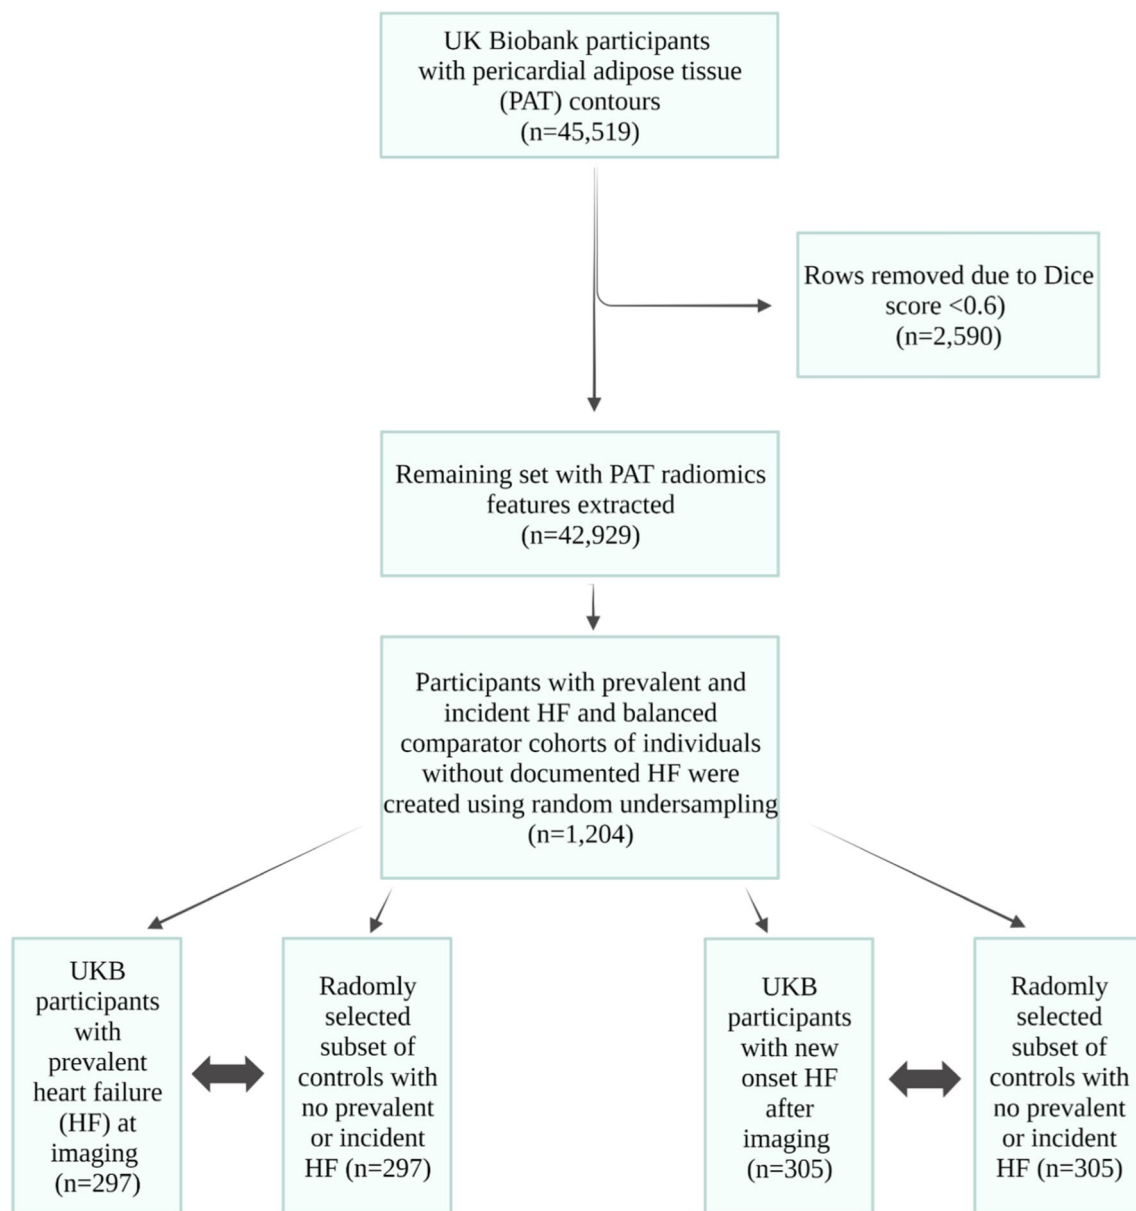 UK Biobank participants
with pericardial adipose tissue
(PAT) contours
(n=45,519)
Rows removed due to Dice
score <0.6)
(n=2,590)
Remaining set with PAT radiomics
features extracted
(n=42,929)
Participants with prevalent and
incident HF and balanced
comparator cohorts of individuals
without documented HF were
created using random undersampling
(n=1,204)
UKB
participants
with
prevalent
heart failure
(HF) at
imaging
(n=297)
Radomly
selected
subset of
controls with
no prevalent
or incident
HF (n=297)
UKB
participants
with new
onset HF
after
imaging
(n=305)
Radomly
selected
subset of
controls with
no prevalent
or incident
HF (n=305)